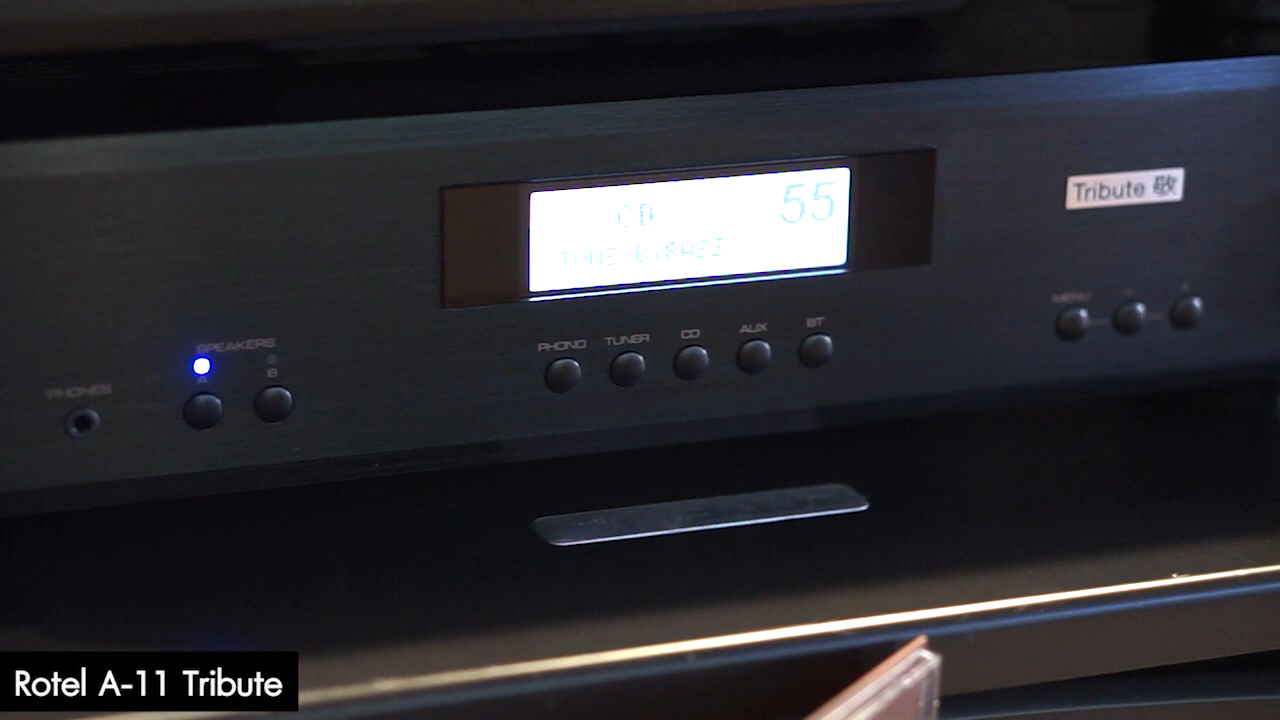 CD 55
TONE BYPASS
Tribute 敬
SPEAKERS
A B
PHONES
PHONO TUNER CD AUX BT
MENU - +
Rotel A-11 Tribute